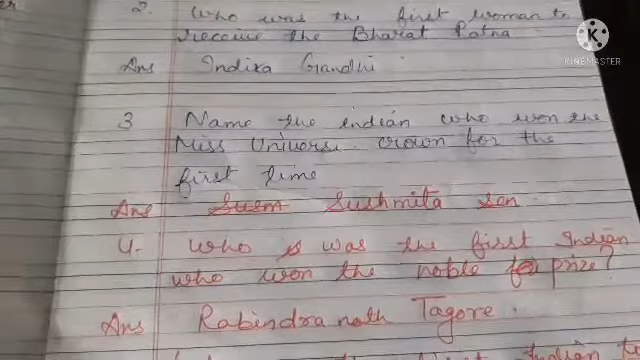 2. Who was the first woman to
receive the Bharat Ratna
Ans Indira Gandhi
3 Name the indian who won the
Miss Universe. crown for the
first time
Ans Susm Sushmita Sen.
4. Who is was the first Indian
who won the noble prize?
Ans Rabindra nath Tagore.
K
KINEMASTER